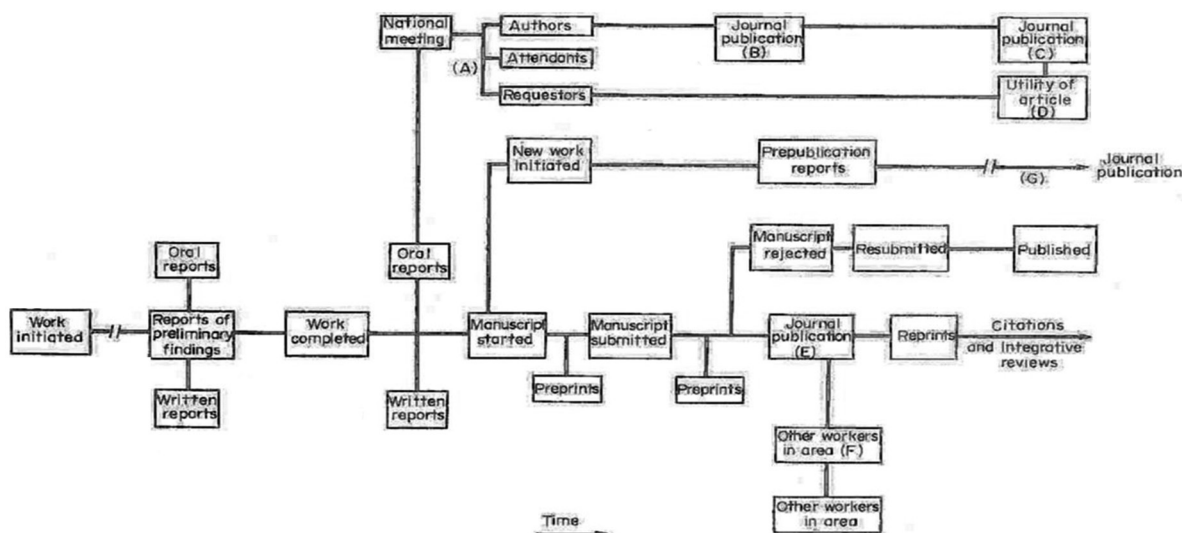 National
meeting
(A)
Authors
Attendants
Requestors
Journal
publication
(B)
Journal
publication
(C)
Utility of
article
(D)
New work
initiated
Prepublication
reports
(G)
Journal
publication
Oral
reports
Oral
reports
Manuscript
rejected
Resubmitted
Published
Work
initiated
Reports of
preliminary
findings
Work
completed
Manuscript
started
Manuscript
submitted
Journal
publication
(E)
Reprints
Citations
and integrative
reviews
Written
reports
Written
reports
Preprints
Preprints
Other workers
in area (F)
Other workers
in area
Time